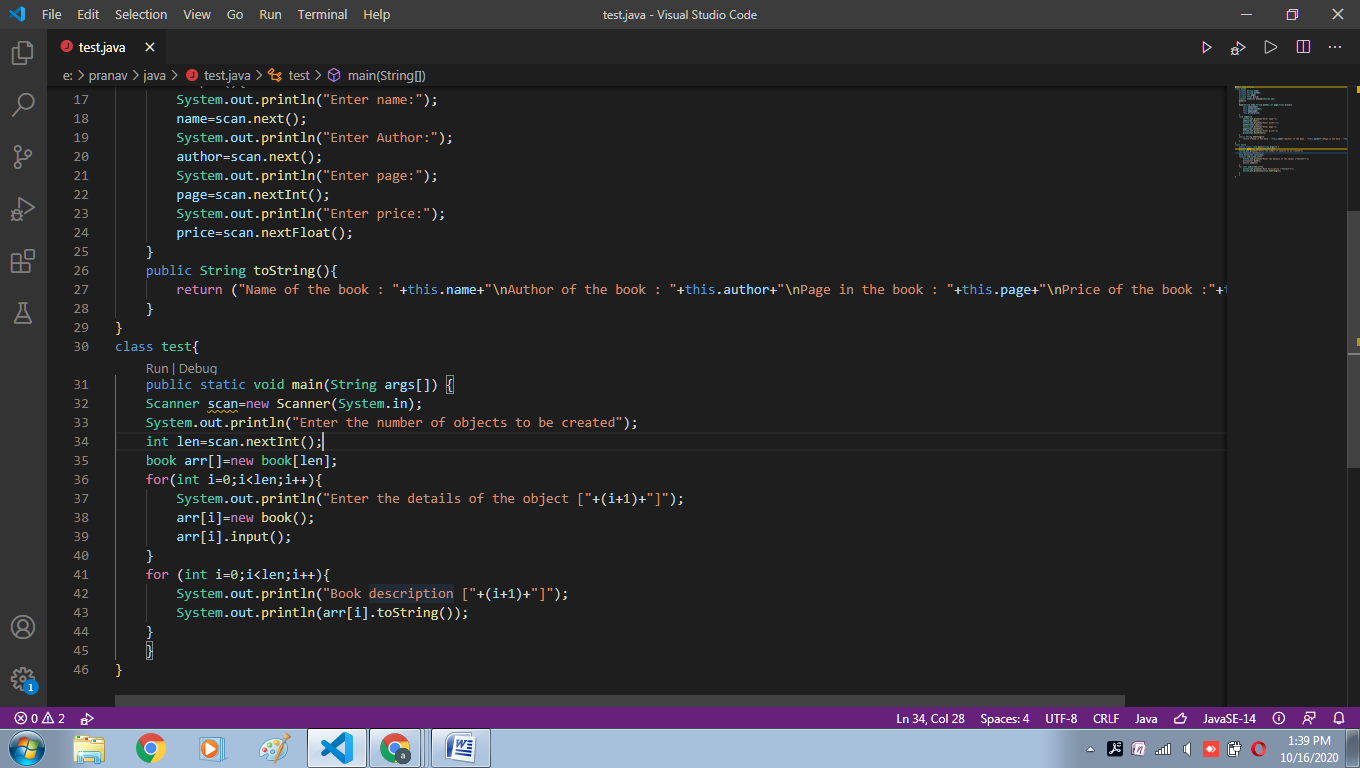 File Edit Selection View Go Run Terminal Help test.java - Visual Studio Code
test.java
e: > pranav > java > test.java > test > main(String[])
17 System.out.println("Enter name:");
18 name=scan.next();
19 System.out.println("Enter Author:");
20 author=scan.next();
21 System.out.println("Enter page:");
22 page=scan.nextInt();
23 System.out.println("Enter price:");
24 price=scan.nextFloat();
25 }
26 public String toString(){
27 return ("Name of the book : "+this.name+"\nAuthor of the book : "+this.author+"\nPage in the book : "+this.page+"\nPrice of the book :"+
28 }
29 }
30 class test{
Run | Debug
31 public static void main(String args[]) {
32 Scanner scan=new Scanner(System.in);
33 System.out.println("Enter the number of objects to be created");
34 int len=scan.nextInt();
35 book arr[]=new book[len];
36 for(int i=0;i<len;i++){
37 System.out.println("Enter the details of the object ["+(i+1)+"]");
38 arr[i]=new book();
39 arr[i].input();
40 }
41 for (int i=0;i<len;i++){
42 System.out.println("Book description ["+(i+1)+"]");
43 System.out.println(arr[i].toString());
44 }
45 }
46 }
1
0 2 Ln 34, Col 28 Spaces: 4 UTF-8 CRLF Java JavaSE-14
1:39 PM
10/16/2020